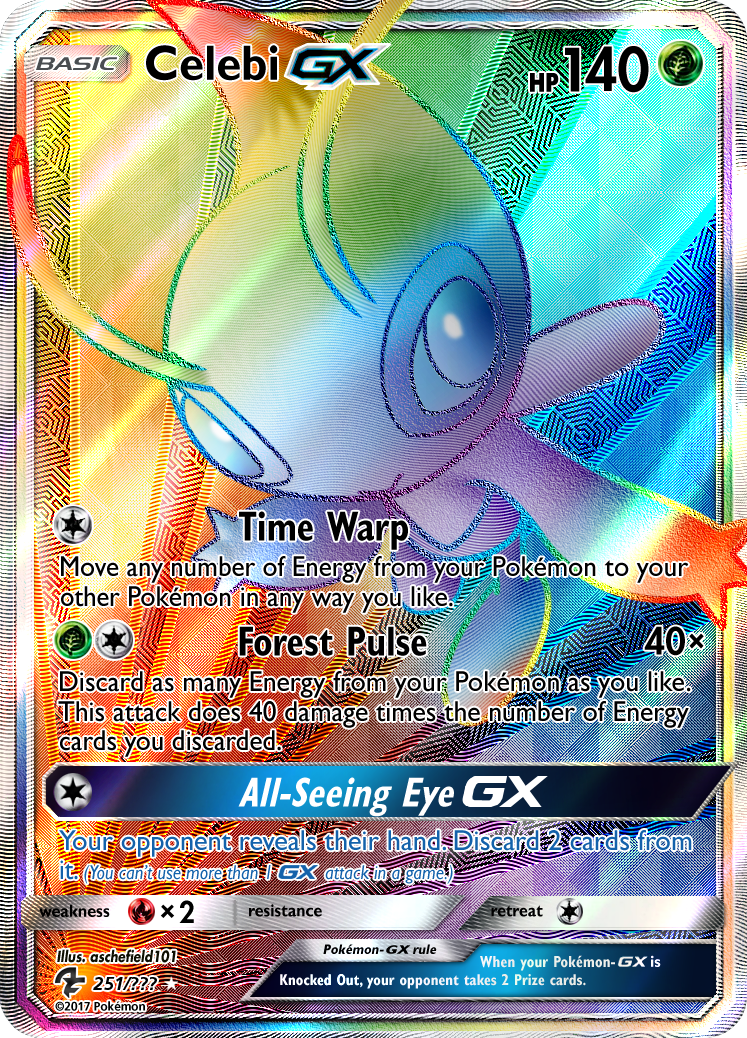 BASIC Celebi GX HP 140
Time Warp
Move any number of Energy from your Pokémon to your
other Pokémon in any way you like.
Forest Pulse 40×
Discard as many Energy from your Pokémon as you like.
This attack does 40 damage times the number of Energy
cards you discarded.
All-Seeing Eye GX
Your opponent reveals their hand. Discard 2 cards from
it. (You can't use more than 1 GX attack in a game.)
weakness ×2 resistance retreat
Illus. aschefield101
251/???
©2017 Pokémon
Pokémon-GX rule
When your Pokémon-GX is
Knocked Out, your opponent takes 2 Prize cards.